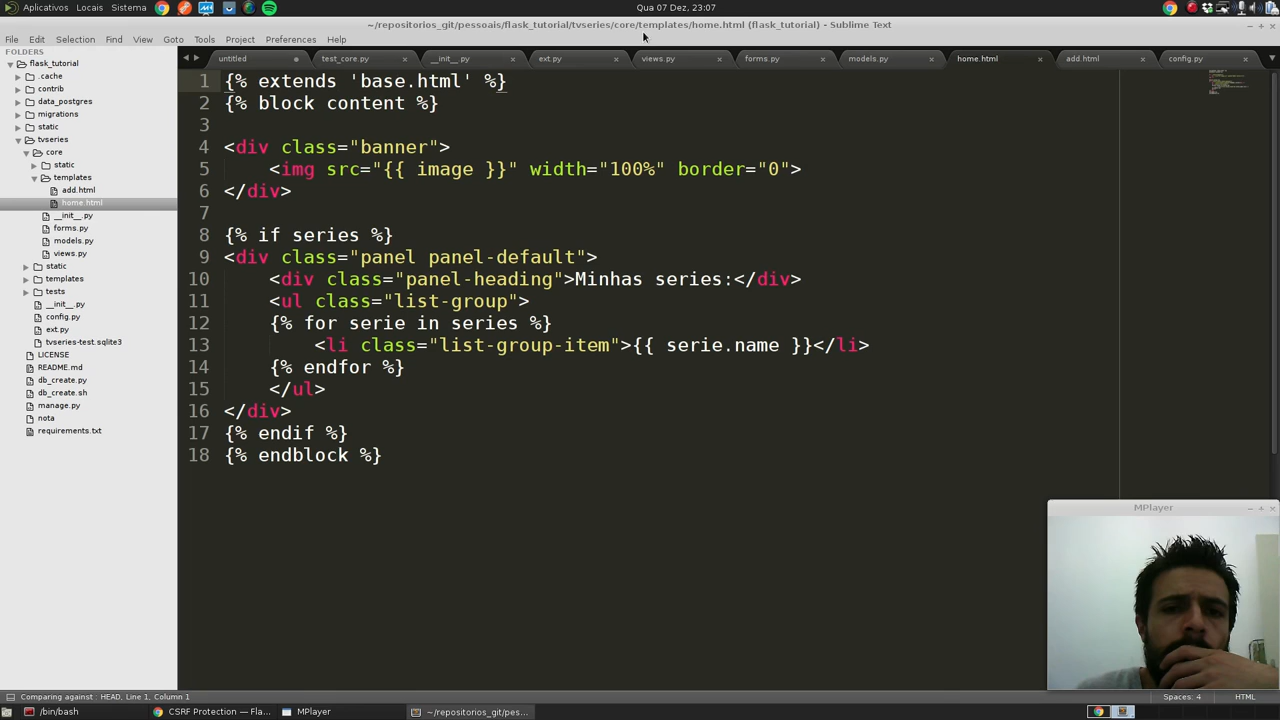 Aplicativos Locais Sistema Qua 07 Dez, 23:07
~/repositorios_git/pessoais/flask_tutorial/tvseries/core/templates/home.html (flask_tutorial) - Sublime Text
File Edit Selection Find View Goto Tools Project Preferences Help
FOLDERS
flask_tutorial
.cache
contrib
data_postgres
migrations
static
tvseries
core
static
templates
add.html
home.html
__init__.py
forms.py
models.py
views.py
static
templates
tests
__init__.py
config.py
ext.py
tvseries-test.sqlite3
LICENSE
README.md
db_create.py
db_create.sh
manage.py
nota
requirements.txt
untitled test_core.py __init__.py ext.py views.py forms.py models.py home.html add.html config.py
1 {% extends 'base.html' %}
2 {% block content %}
3
4 <div class="banner">
5 <img src="{{ image }}" width="100%" border="0">
6 </div>
7
8 {% if series %}
9 <div class="panel panel-default">
10 <div class="panel-heading">Minhas series:</div>
11 <ul class="list-group">
12 {% for serie in series %}
13 <li class="list-group-item">{{ serie.name }}</li>
14 {% endfor %}
15 </ul>
16 </div>
17 {% endif %}
18 {% endblock %}
MPlayer
Comparing against : HEAD, Line 1, Column 1 Spaces: 4 HTML
/bin/bash CSRF Protection — Fla... MPlayer ~/repositorios_git/pes...